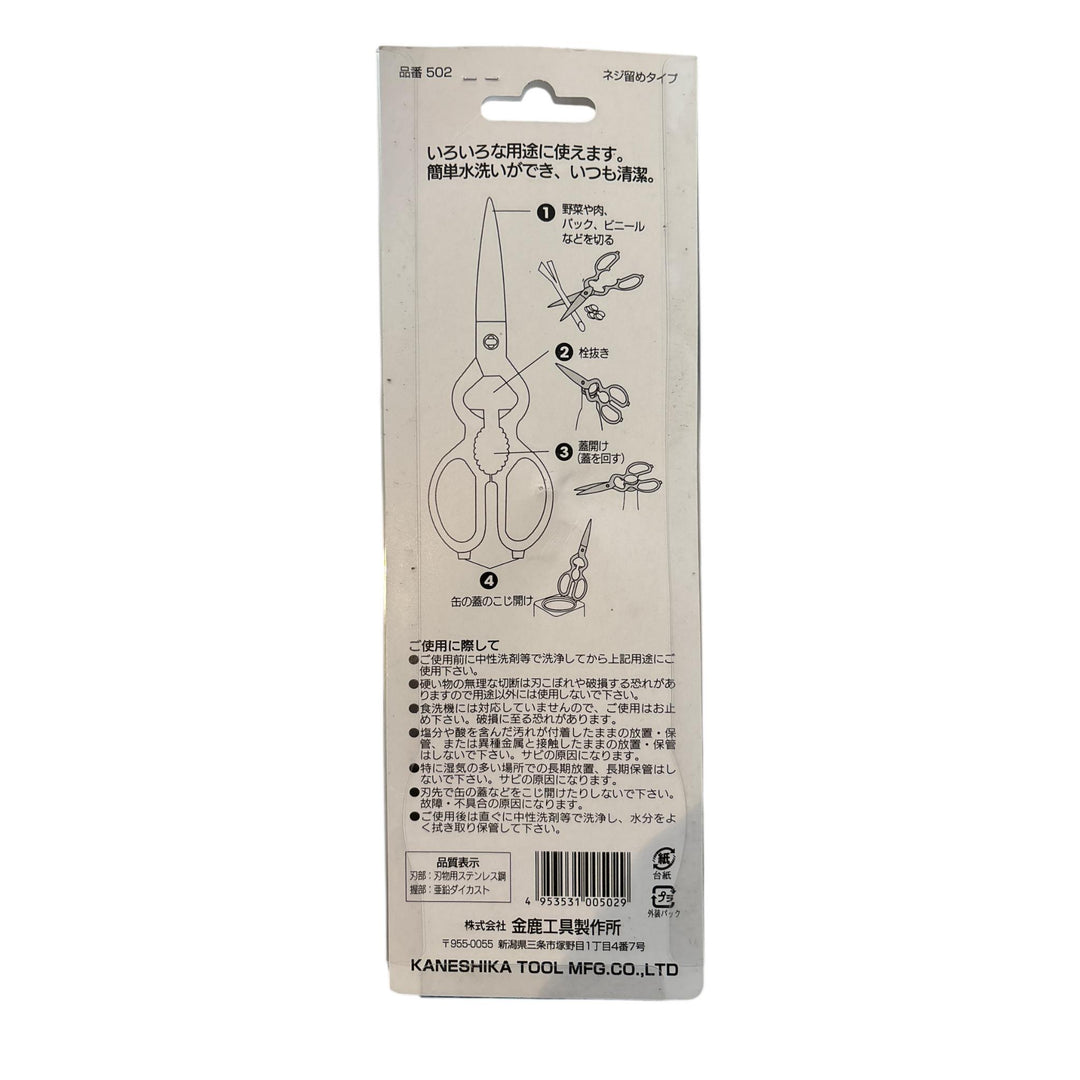 品番 502
ネジ留めタイプ
いろいろな用途に使えます。
簡単水洗いができ、いつも清潔。
1 野菜や肉、
パック、ビニール
などを切る
2 栓抜き
3 蓋開け
(蓋を回す)
4
缶の蓋のこじ開け
ご使用に際して
●ご使用前に中性洗剤等で洗浄してから上記用途にご
使用下さい。
●硬い物の無理な切断は刃こぼれや破損する恐れがあ
りますので用途以外には使用しないで下さい。
●食洗機には対応していませんので、ご使用はお止
め下さい。破損に至る恐れがあります。
●塩分や酸を含んだ汚れが付着したままの放置・保
管、または異種金属と接触したままの放置・保管
はしないで下さい。サビの原因になります。
●特に湿気の多い場所での長期放置、長期保管はし
ないで下さい。サビの原因になります。
●刃先で缶の蓋などをこじ開けたりしないで下さい。
故障・不具合の原因になります。
●ご使用後は直ぐに中性洗剤等で洗浄し、水分をよ
く拭き取り保管して下さい。
品質表示
刃部：刃物用ステンレス鋼
握部：亜鉛ダイカスト
4 953531 005029
紙
台紙
プラ
外装パック
株式会社 金鹿工具製作所
〒955-0055 新潟県三条市塚野目1丁目4番7号
KANESHIKA TOOL MFG.CO.,LTD